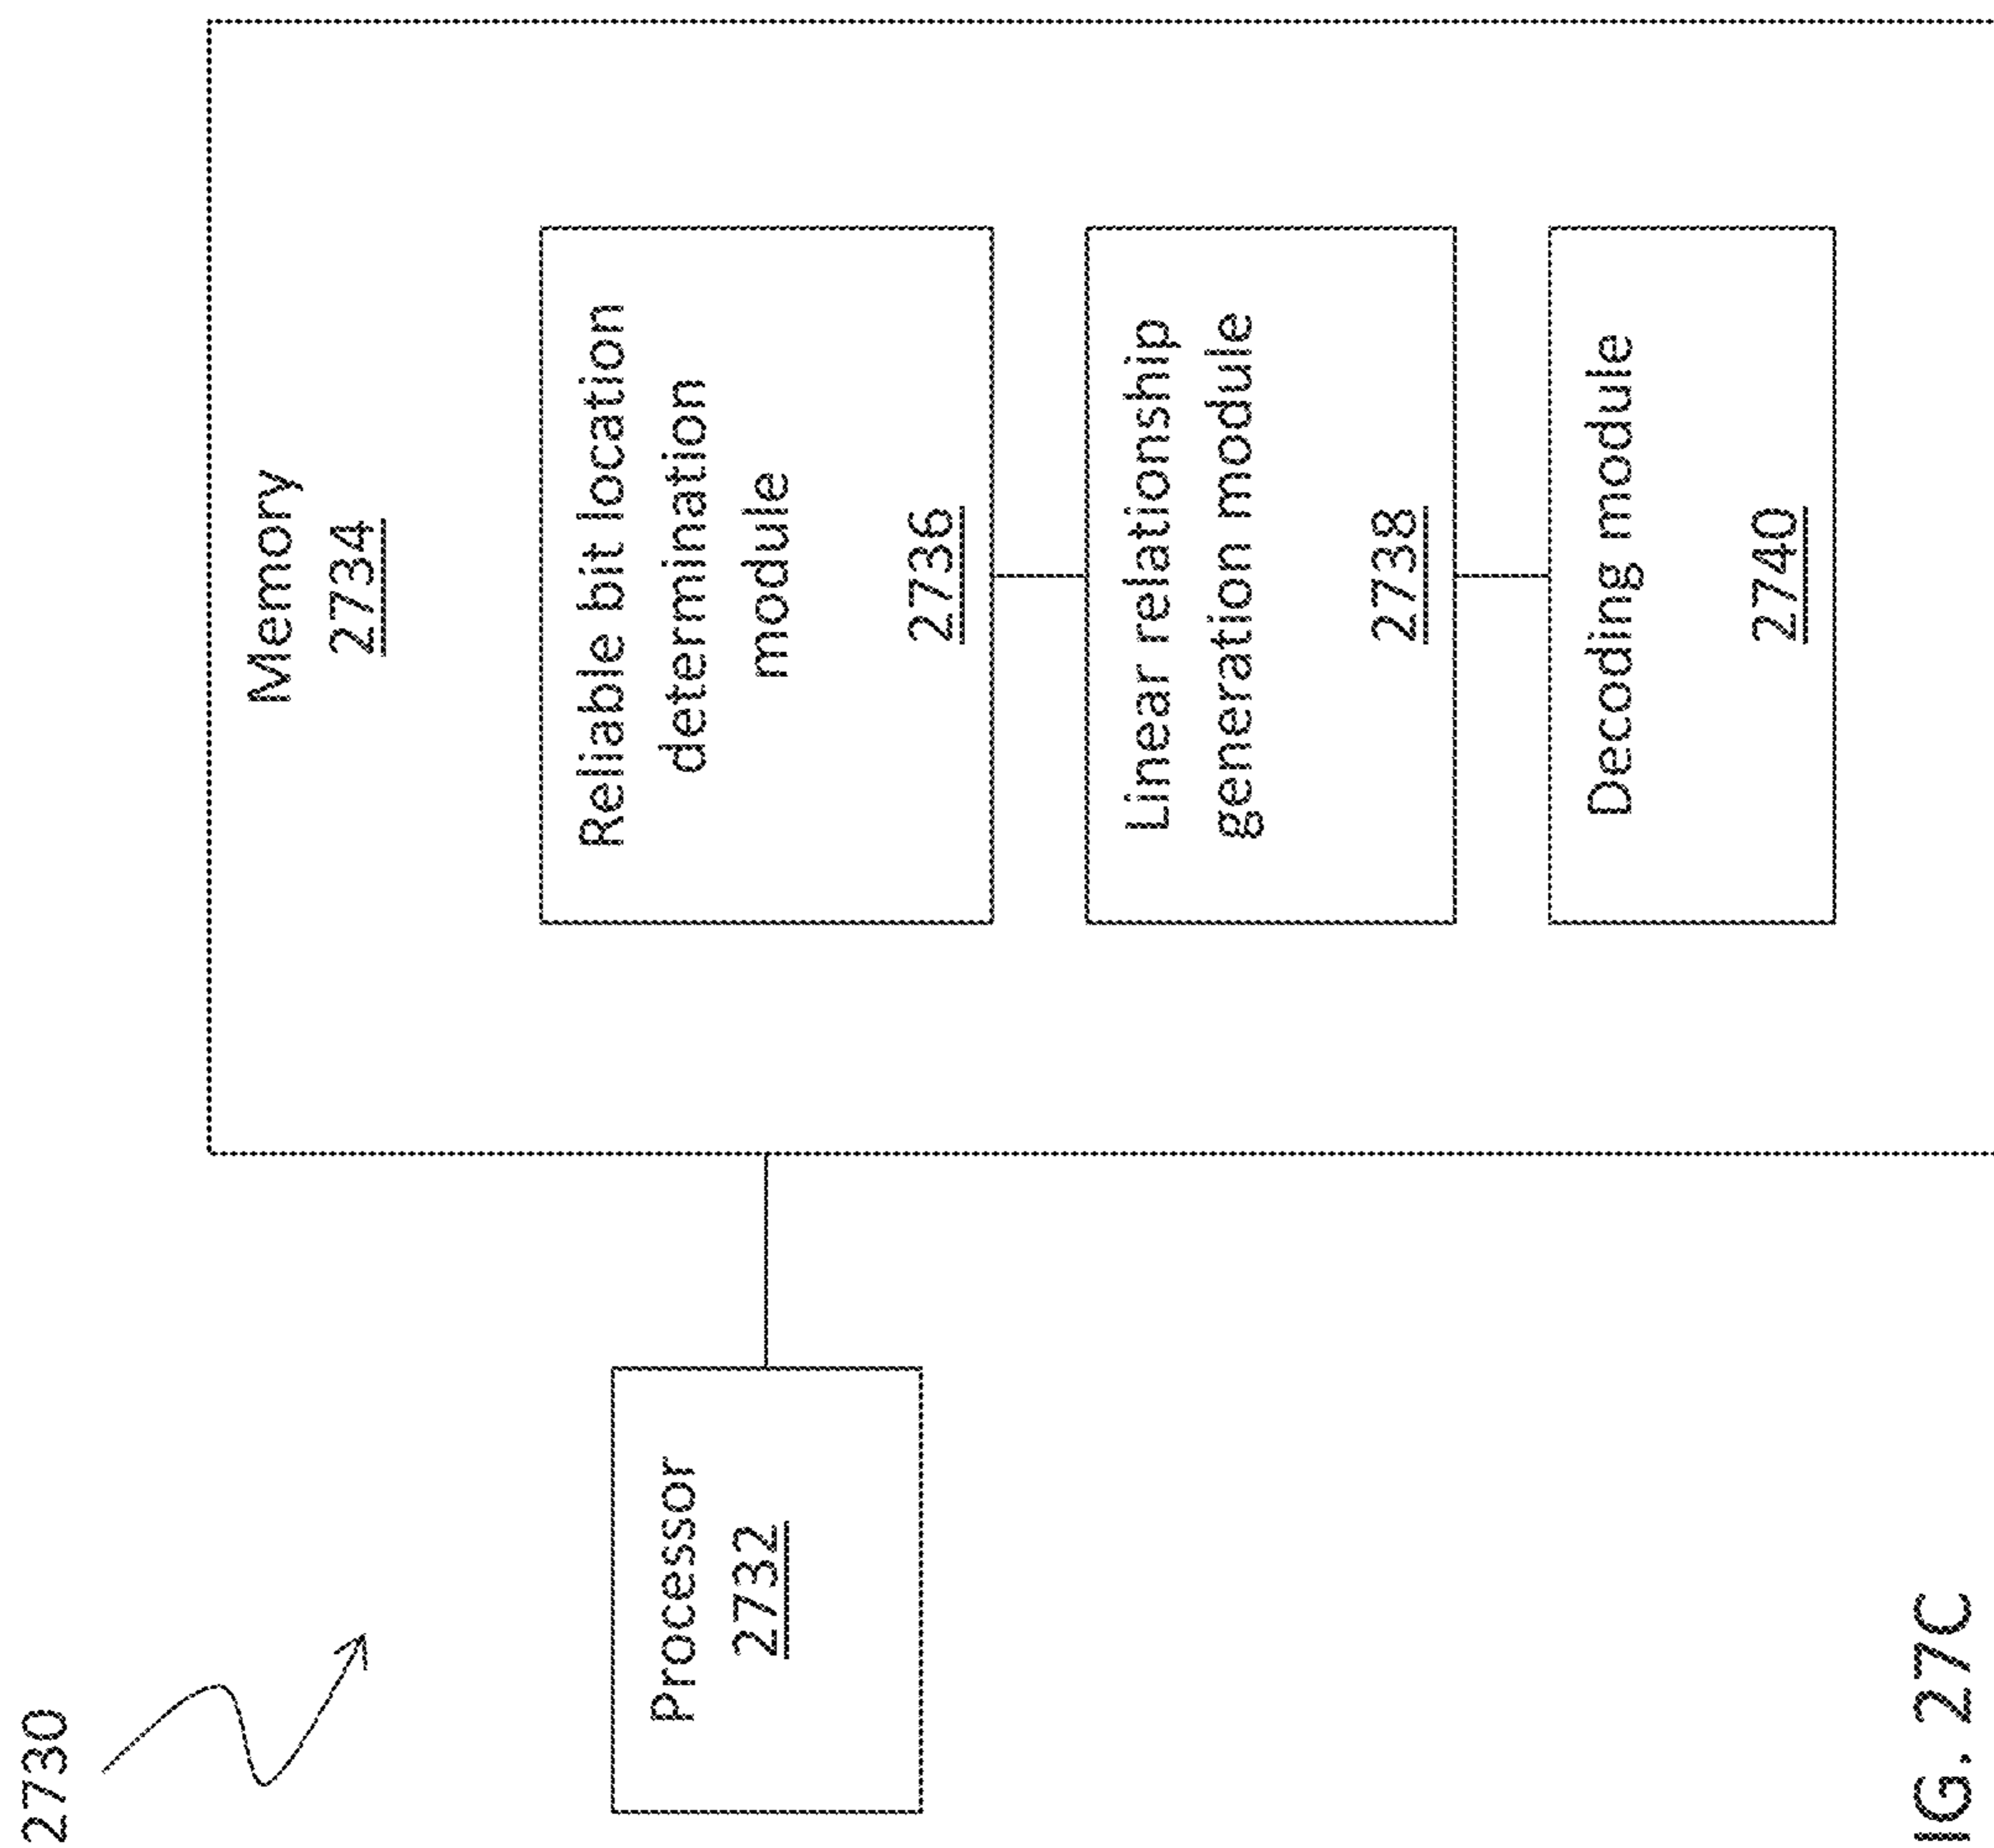 2730
Memory
2734
Processor
2732
Reliable bit location
determination
module
2736
Linear relationship
generation module
2738
Decoding module
2740
IG. 27C